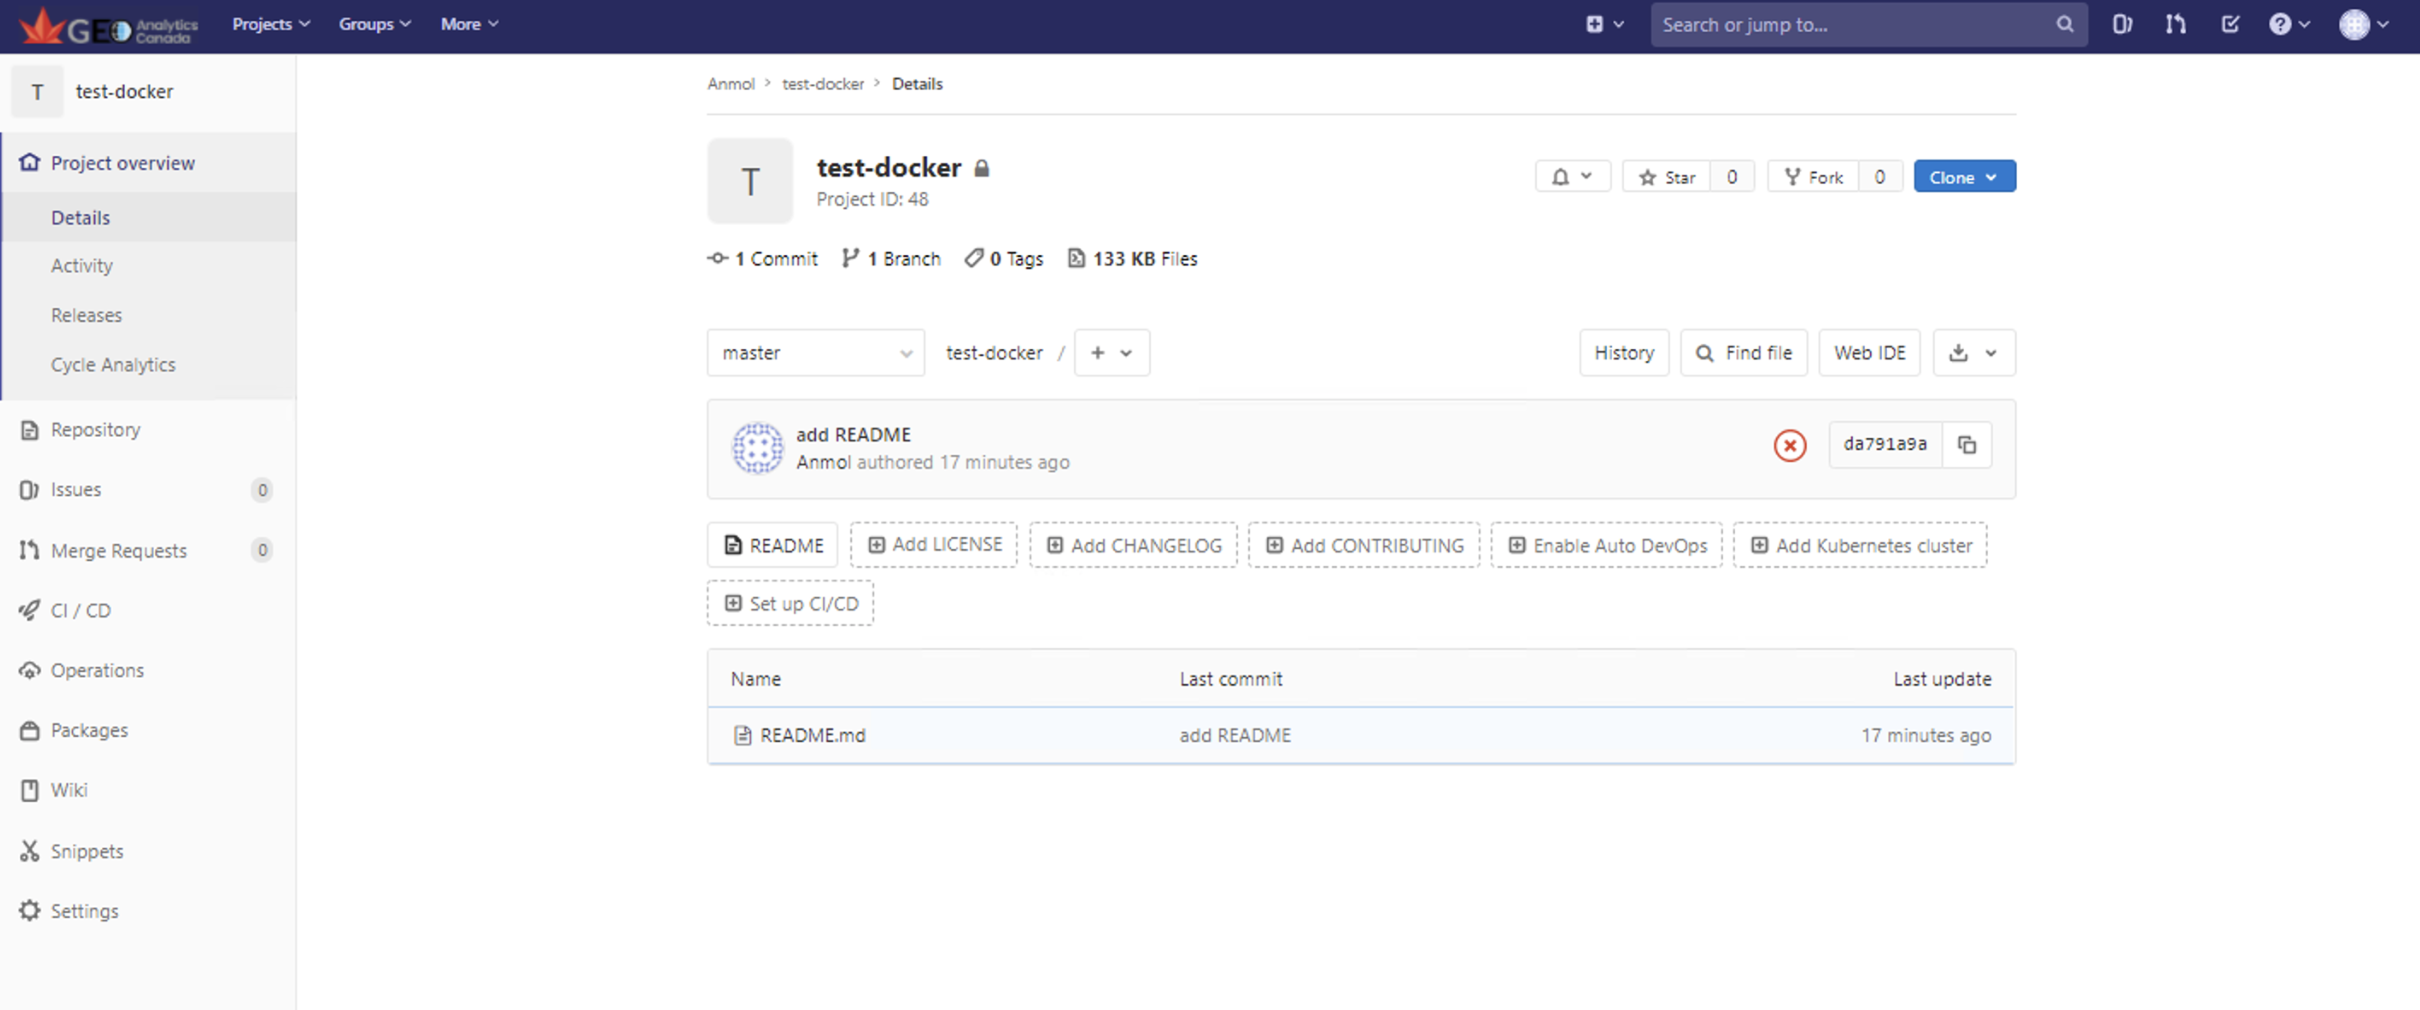 GEO Analytics Canada
Projects
Groups
More
Search or jump to...
T
test-docker
Project overview
Details
Activity
Releases
Cycle Analytics
Repository
Issues 0
Merge Requests 0
CI / CD
Operations
Packages
Wiki
Snippets
Settings
Anmol > test-docker > Details
T
test-docker
Project ID: 48
Star 0
Fork 0
Clone
1 Commit 1 Branch 0 Tags 133 KB Files
master test-docker / +
History Find file Web IDE
add README
Anmol authored 17 minutes ago
da791a9a
README Add LICENSE Add CHANGELOG Add CONTRIBUTING Enable Auto DevOps Add Kubernetes cluster
Set up CI/CD
Name Last commit Last update
README.md add README 17 minutes ago